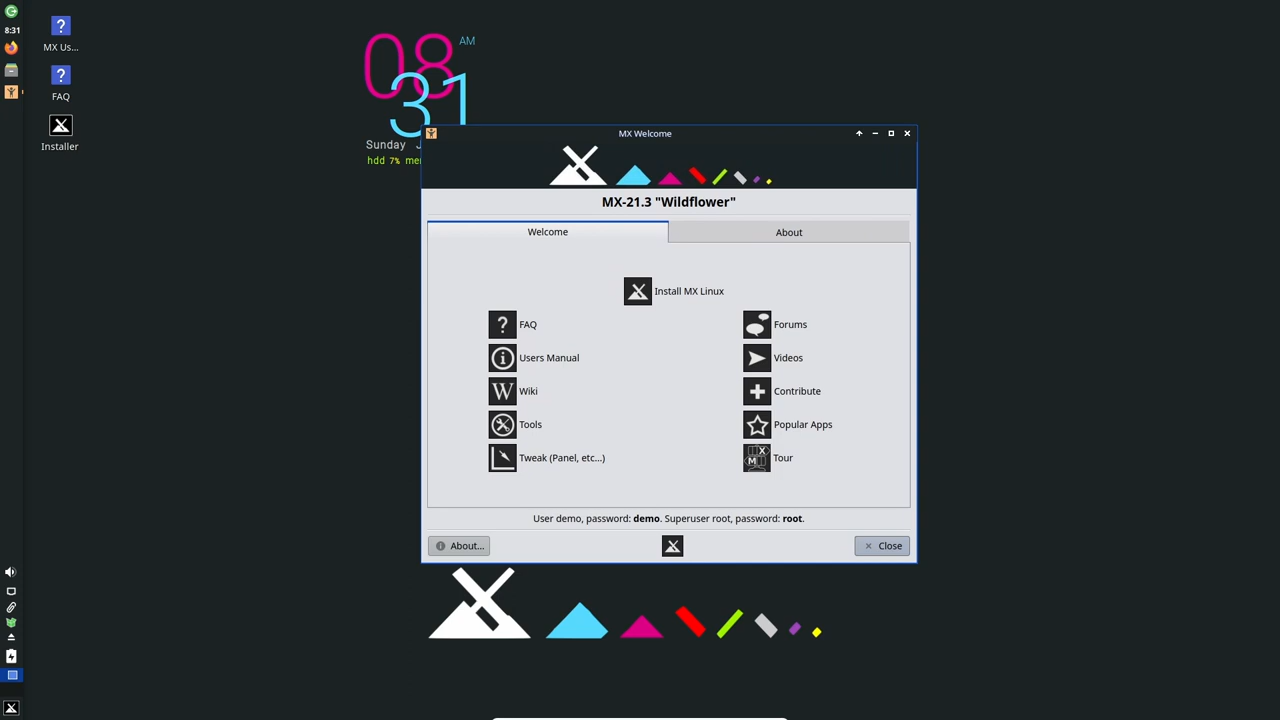 8:31
MX Us...
FAQ
Installer
08
AM
31
Sunday J
hdd 7% me
MX Welcome
MX-21.3 "Wildflower"
Welcome
About
Install MX Linux
FAQ
Forums
Users Manual
Videos
Wiki
Contribute
Tools
Popular Apps
Tweak (Panel, etc...)
Tour
User demo, password: demo. Superuser root, password: root.
About...
Close